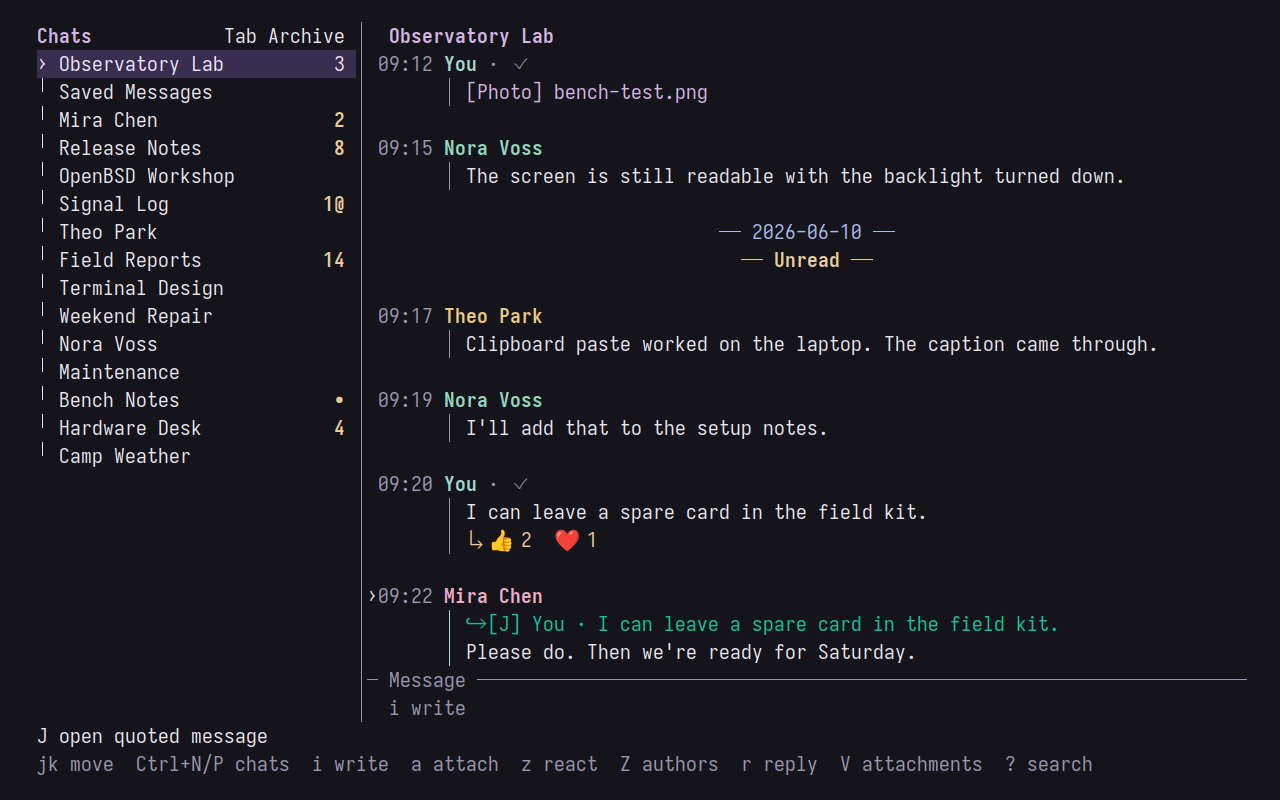 Chats Tab Archive
› Observatory Lab 3
Saved Messages
Mira Chen 2
Release Notes 8
OpenBSD Workshop
Signal Log 1@
Theo Park
Field Reports 14
Terminal Design
Weekend Repair
Nora Voss
Maintenance
Bench Notes •
Hardware Desk 4
Camp Weather
Observatory Lab
09:12 You · ✓
[Photo] bench-test.png
09:15 Nora Voss
The screen is still readable with the backlight turned down.
── 2026-06-10 ──
── Unread ──
09:17 Theo Park
Clipboard paste worked on the laptop. The caption came through.
09:19 Nora Voss
I'll add that to the setup notes.
09:20 You · ✓
I can leave a spare card in the field kit.
↳ 👍 2 ❤️ 1
›09:22 Mira Chen
↪[J] You · I can leave a spare card in the field kit.
Please do. Then we're ready for Saturday.
Message
i write
J open quoted message
jk move Ctrl+N/P chats i write a attach z react Z authors r reply V attachments ? search